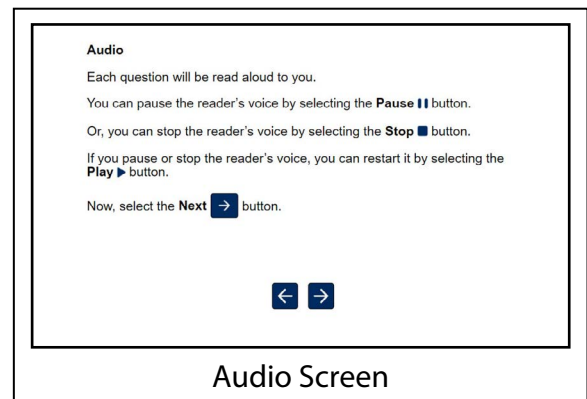 Audio
Each question will be read aloud to you.
You can pause the reader's voice by selecting the Pause button.
Or, you can stop the reader's voice by selecting the Stop button.
If you pause or stop the reader's voice, you can restart it by selecting the
Play button.
Now, select the Next → button.
← →
Audio Screen